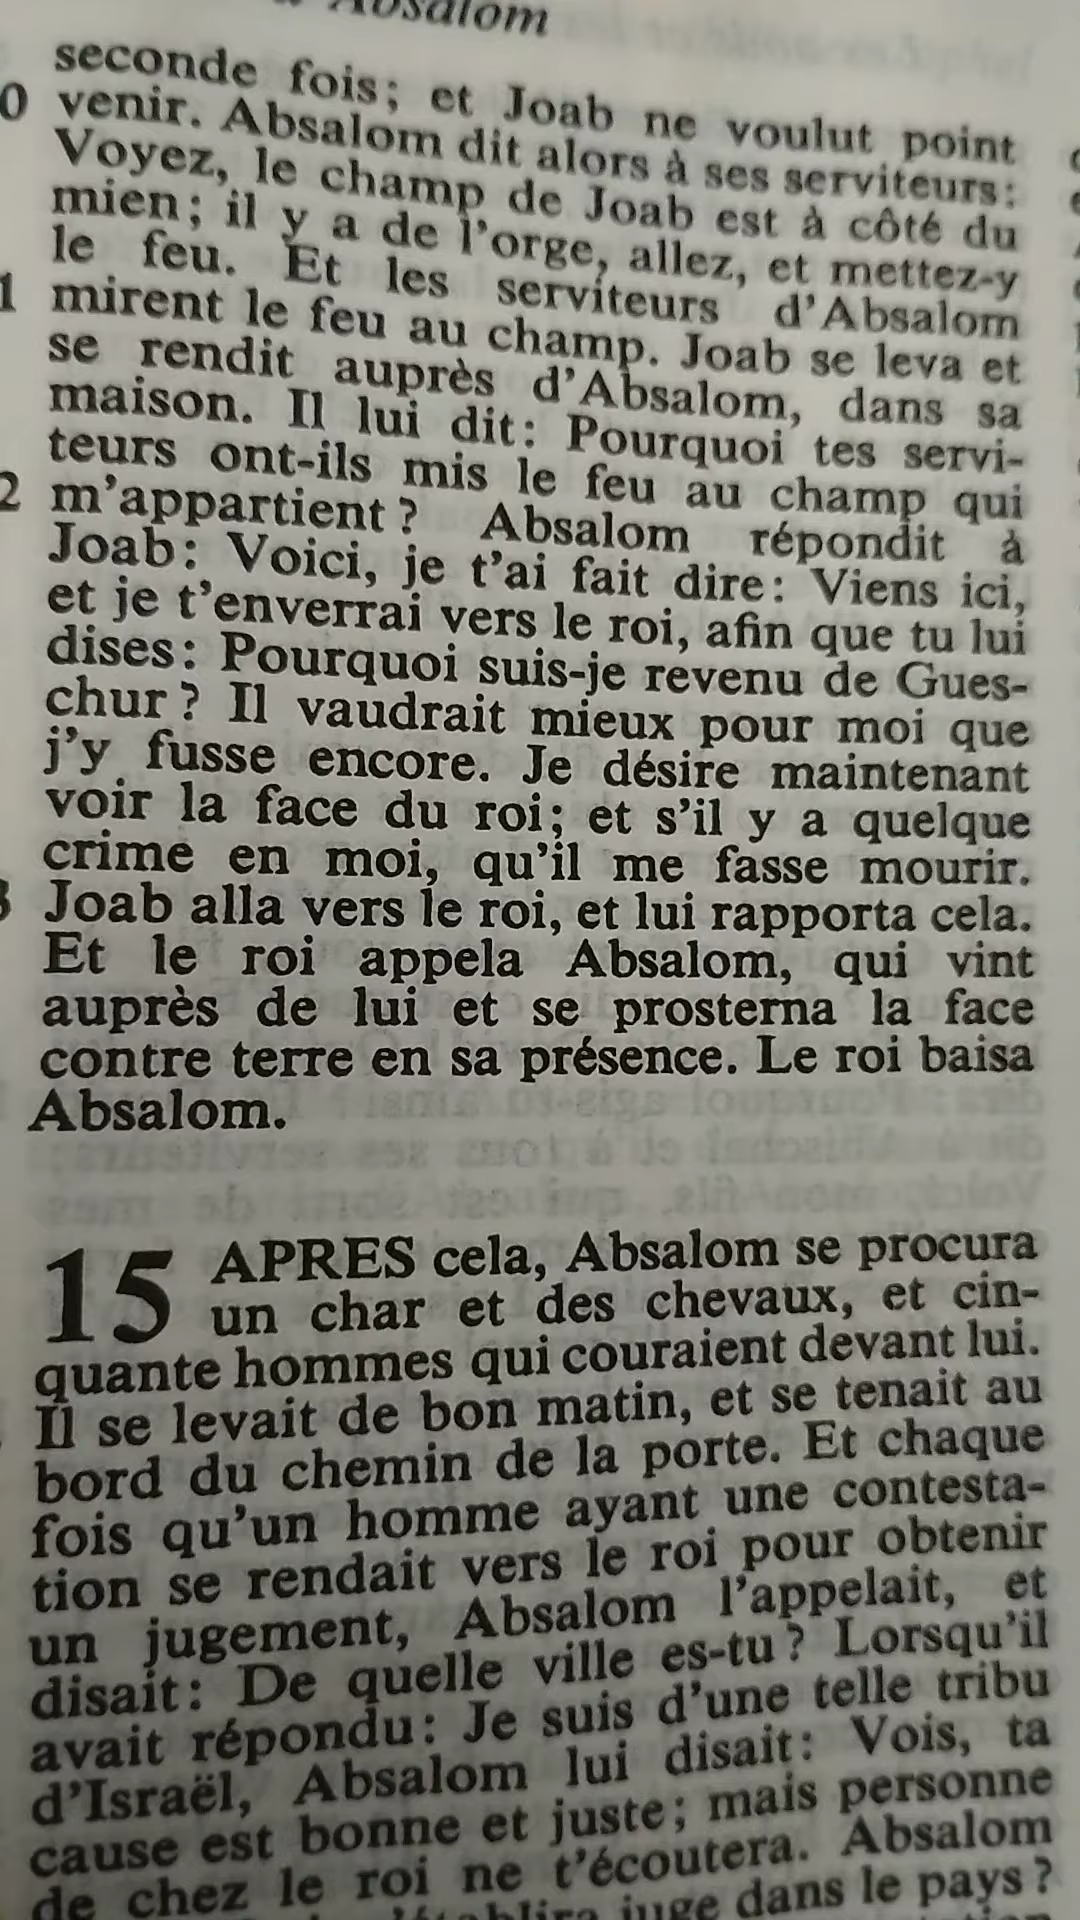 Absalom
seconde fois; et Joab ne voulut point
0 venir. Absalom dit alors à ses serviteurs:
Voyez, le champ de Joab est à côté du
mien; il y a de l'orge, allez, et mettez-y
le feu. Et les serviteurs d'Absalom
1 mirent le feu au champ. Joab se leva et
se rendit auprès d'Absalom, dans sa
maison. Il lui dit: Pourquoi tes servi-
teurs ont-ils mis le feu au champ qui
2 m'appartient? Absalom répondit à
Joab: Voici, je t'ai fait dire: Viens ici,
et je t'enverrai vers le roi, afin que tu lui
dises: Pourquoi suis-je revenu de Gues-
chur? Il vaudrait mieux pour moi que
j'y fusse encore. Je désire maintenant
voir la face du roi; et s'il y a quelque
crime en moi, qu'il me fasse mourir.
3 Joab alla vers le roi, et lui rapporta cela.
Et le roi appela Absalom, qui vint
auprès de lui et se prosterna la face
contre terre en sa présence. Le roi baisa
Absalom.
15 APRES cela, Absalom se procura
un char et des chevaux, et cin-
quante hommes qui couraient devant lui.
Il se levait de bon matin, et se tenait au
bord du chemin de la porte. Et chaque
fois qu'un homme ayant une contesta-
tion se rendait vers le roi pour obtenir
un jugement, Absalom l'appelait, et
disait: De quelle ville es-tu? Lorsqu'il
avait répondu: Je suis d'une telle tribu
d'Israël, Absalom lui disait: Vois, ta
cause est bonne et juste; mais personne
de chez le roi ne t'écoutera. Absalom
juge dans le pays?